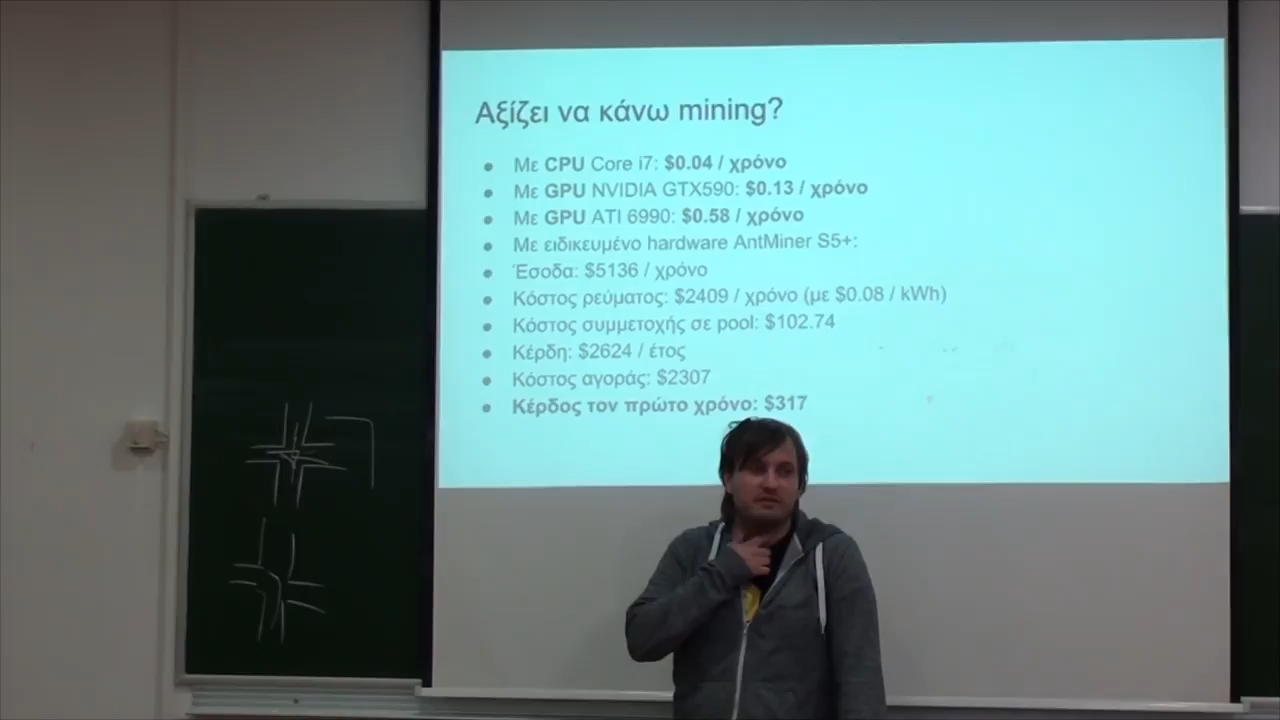 Αξίζει να κάνω mining?
● Με CPU Core i7: $0.04 / χρόνο
● Με GPU NVIDIA GTX590: $0.13 / χρόνο
● Με GPU ATI 6990: $0.58 / χρόνο
● Με ειδικευμένο hardware AntMiner S5+:
● Έσοδα: $5136 / χρόνο
● Κόστος ρεύματος: $2409 / χρόνο (με $0.08 / kWh)
● Κόστος συμμετοχής σε pool: $102.74
● Κέρδη: $2624 / έτος
● Κόστος αγοράς: $2307
● Κέρδος τον πρώτο χρόνο: $317